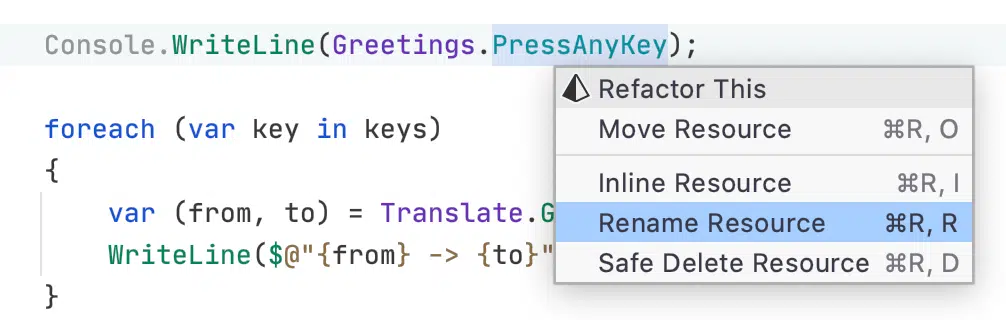 Console.WriteLine(Greetings.PressAnyKey);
Refactor This
Move Resource ⌘R, O
foreach (var key in keys)
{
Inline Resource ⌘R, I
var (from, to) = Translate.G
Rename Resource ⌘R, R
WriteLine($@"{from} -> {to}"
Safe Delete Resource ⌘R, D
}